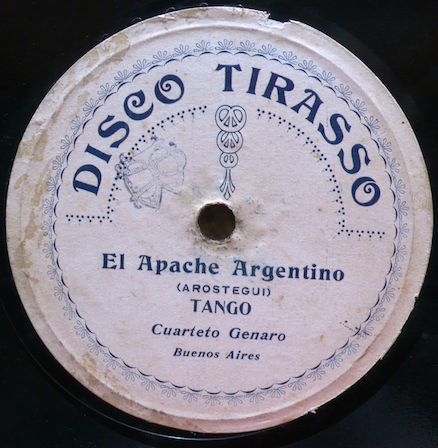 DISCO TIRASSO
El Apache Argentino
(AROSTEGUI)
TANGO
Cuarteto Genaro
Buenos Aires